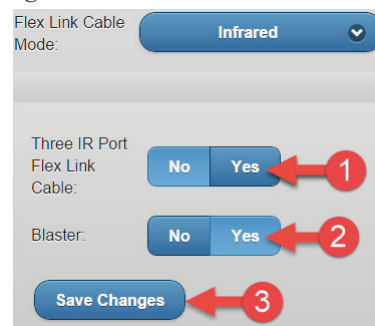 Flex Link Cable
Mode:
Infrared
Three IR Port
Flex Link
Cable:
No
Yes
1
Blaster:
No
Yes
2
Save Changes
3